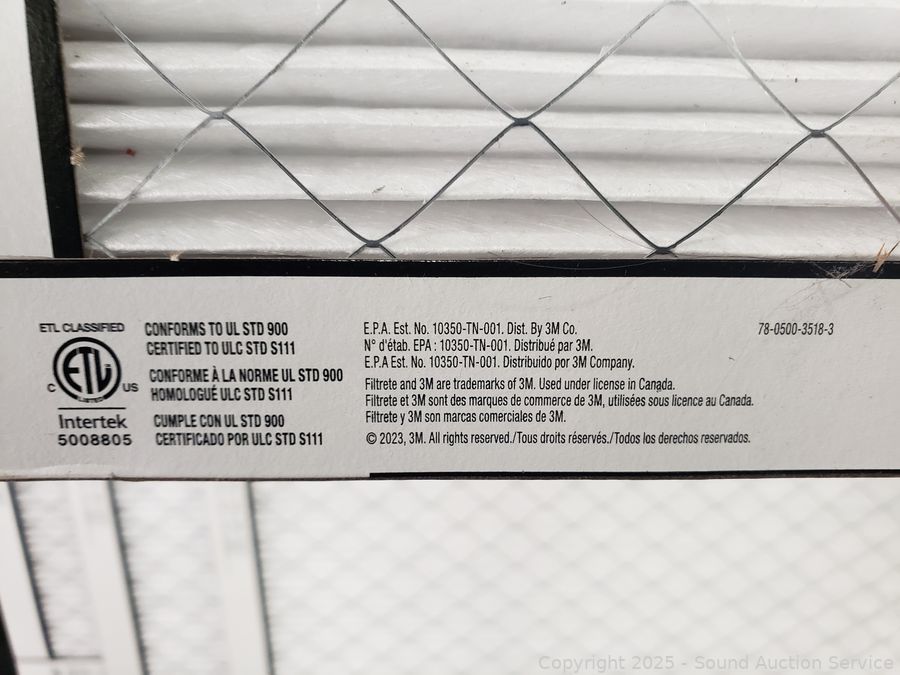 ETL CLASSIFIED
ETL
LISTED
C US
Intertek
5008805
CONFORMS TO UL STD 900
CERTIFIED TO ULC STD S111
CONFORME À LA NORME UL STD 900
HOMOLOGUÉ ULC STD S111
CUMPLE CON UL STD 900
CERTIFICADO POR ULC STD S111
E.P.A. Est. No. 10350-TN-001. Dist. By 3M Co.
N° d'étab. EPA : 10350-TN-001. Distribué par 3M.
E.P.A Est. No. 10350-TN-001. Distribuido por 3M Company.
Filtrete and 3M are trademarks of 3M. Used under license in Canada.
Filtrete et 3M sont des marques de commerce de 3M, utilisées sous licence au Canada.
Filtrete y 3M son marcas comerciales de 3M.
© 2023, 3M. All rights reserved./Tous droits réservés./Todos los derechos reservados.
78-0500-3518-3
Copyright 2025 - Sound Auction Service